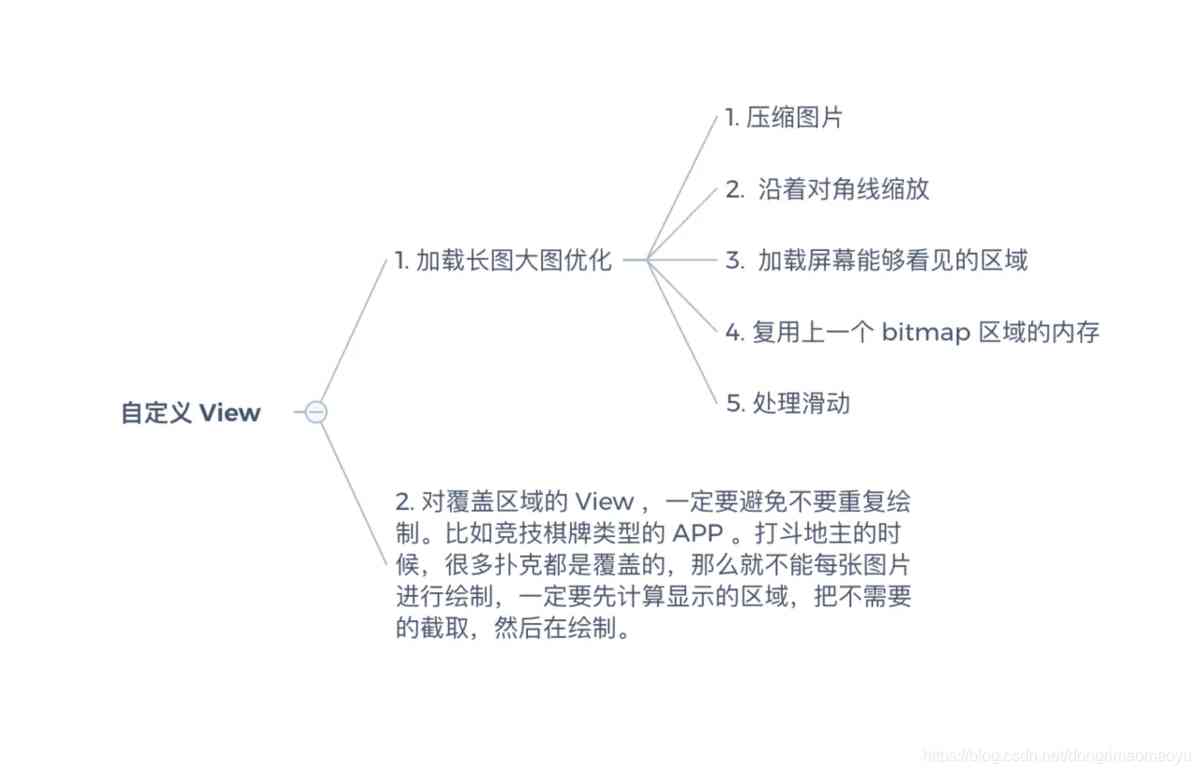 1. 压缩图片
2. 沿着对角线缩放
1. 加载长图大图优化
3. 加载屏幕能够看见的区域
4. 复用上一个 bitmap 区域的内存
5. 处理滑动
自定义 View
2. 对覆盖区域的 View ，一定要避免不要重复绘
制。比如竞技棋牌类型的 APP 。打斗地主的时
候，很多扑克都是覆盖的，那么就不能每张图片
进行绘制，一定要先计算显示的区域，把不需要
的截取，然后在绘制。
https://blog.csdn.net/dongrimaomaoyu